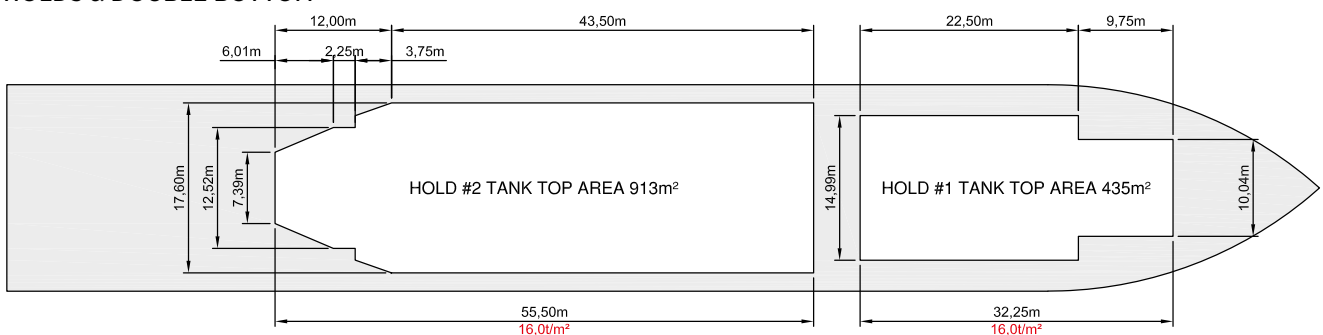 12,00m
43,50m
22,50m
9,75m
6,01m
2,25m
3,75m
17,60m
12,52m
7,39m
HOLD #2 TANK TOP AREA 913m²
14,99m
HOLD #1 TANK TOP AREA 435m²
10,04m
55,50m
16,0t/m²
32,25m
16,0t/m²